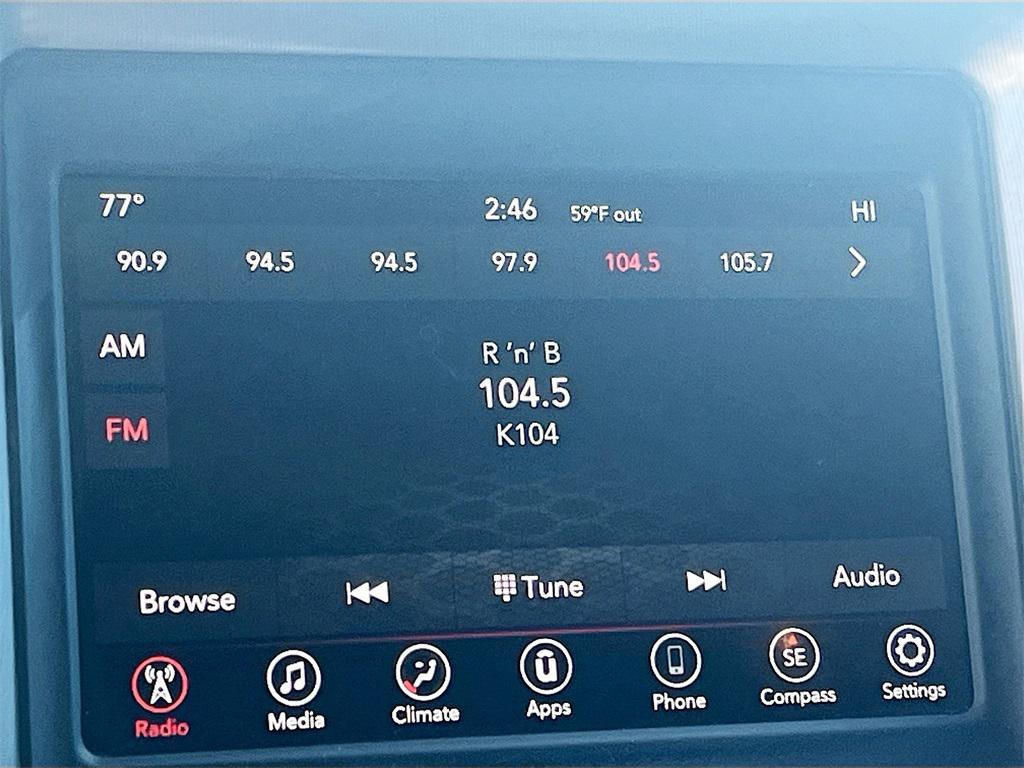 77° 2:46 59°F out HI
90.9 94.5 94.5 97.9 104.5 105.7
AM
FM
R 'n' B
104.5
K104
Browse Tune Audio
SE
Radio Media Climate Apps Phone Compass Settings